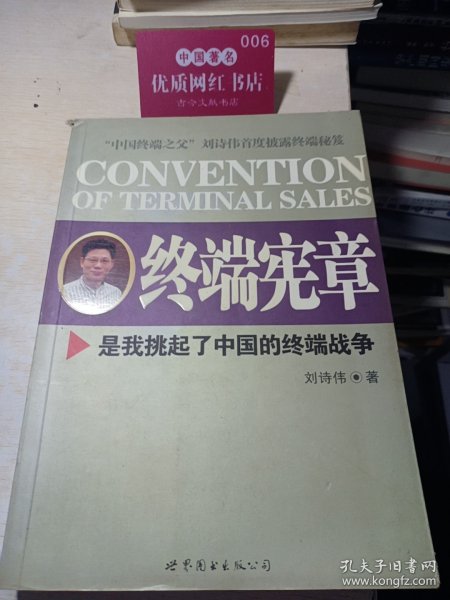 006
中国著名
优质网红书店
古今文献书店
“中国终端之父”刘诗伟首度披露终端秘笈
CONVENTION
OF TERMINAL SALES
终端宪章
是我挑起了中国的终端战争
刘诗伟◉著
世界图书出版公司
孔夫子旧书网
www.kongfz.com